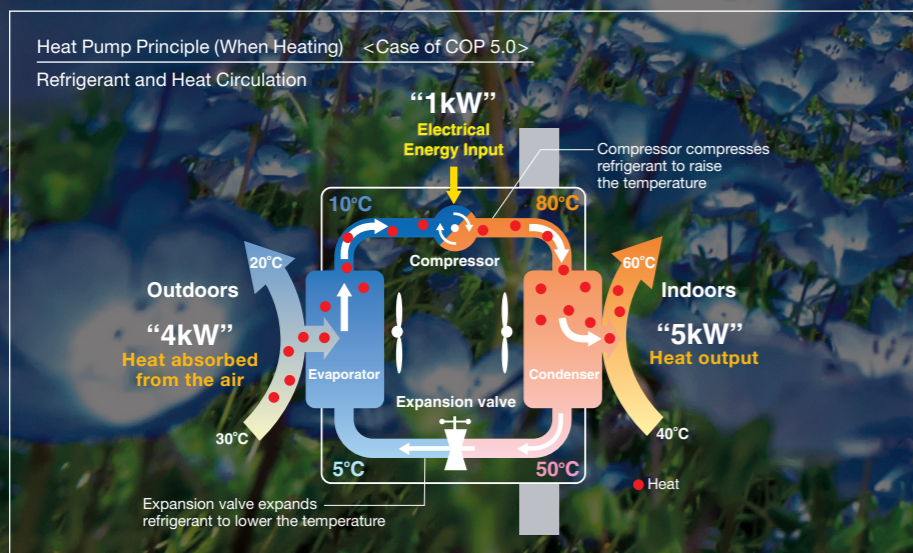 Heat Pump Principle (When Heating) <Case of COP 5.0>
Refrigerant and Heat Circulation
“1kW”
Electrical
Energy Input
Compressor compresses
refrigerant to raise
the temperature
10°C
80°C
Compressor
20°C
60°C
Outdoors
Indoors
“4kW”
Heat absorbed
from the air
“5kW”
Heat output
Evaporator
Condenser
Expansion valve
30°C
40°C
5°C
50°C
Heat
Expansion valve expands
refrigerant to lower the temperature